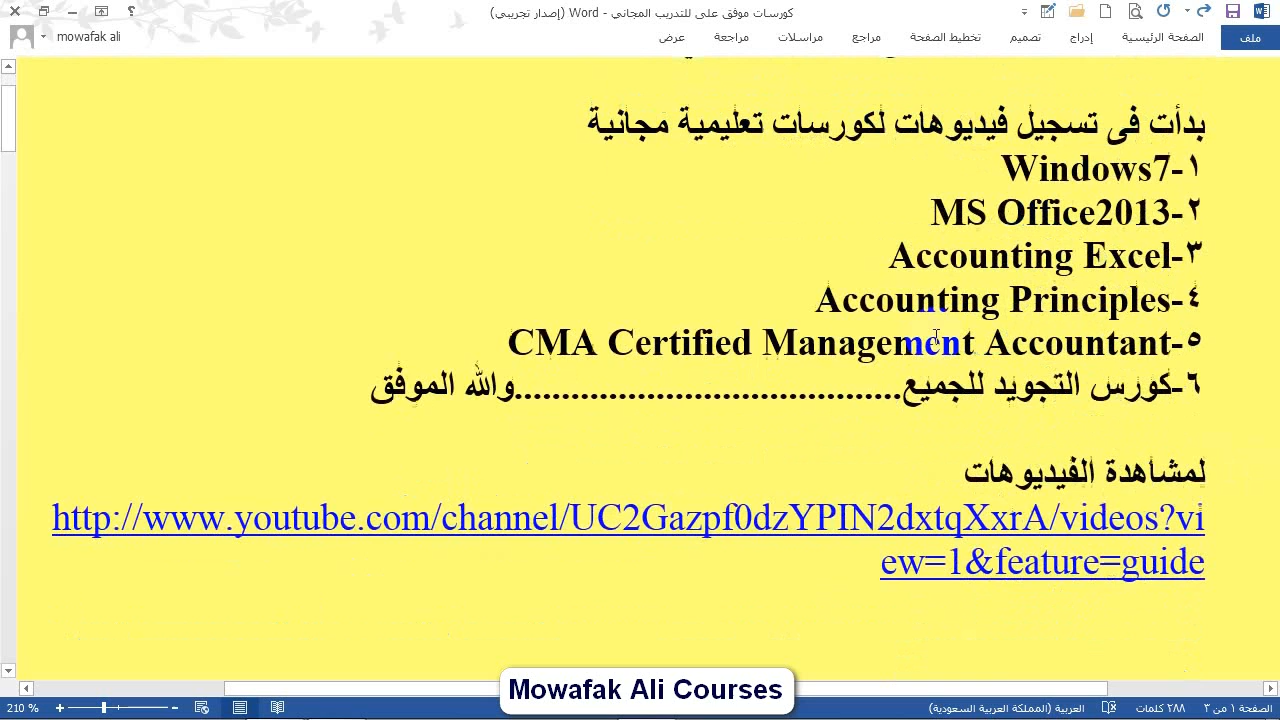 كورسات موفق على للتدريب المجاني - Word (إصدار تجريبي)
mowafak ali
ملف الصفحة الرئيسية إدراج تصميم تخطيط الصفحة مراجع مراسلات مراجعة عرض
بدأت فى تسجيل فيديوهات لكورسات تعليمية مجانية
١-Windows7
٢-MS Office2013
٣-Accounting Excel
٤-Accounting Principles
٥-CMA Certified Management Accountant
٦-كورس التجويد للجميع.........................................والله الموفق
لمشاهدة الفيديوهات
http://www.youtube.com/channel/UC2Gazpf0dzYPIN2dxtqXxrA/videos?vi
ew=1&feature=guide
Mowafak Ali Courses
الصفحة ١ من ٣ ٢٨٨ كلمات العربية (المملكة العربية السعودية) 210 %